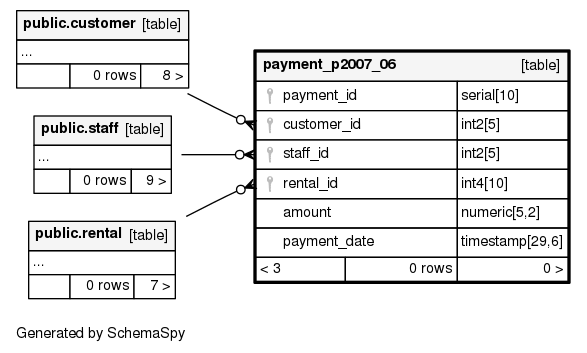 public.customer [table]
...
0 rows 8 >
public.staff [table]
...
0 rows 9 >
public.rental [table]
...
0 rows 7 >
payment_p2007_06 [table]
payment_id serial[10]
customer_id int2[5]
staff_id int2[5]
rental_id int4[10]
amount numeric[5,2]
payment_date timestamp[29,6]
< 3 0 rows 0 >
Generated by SchemaSpy